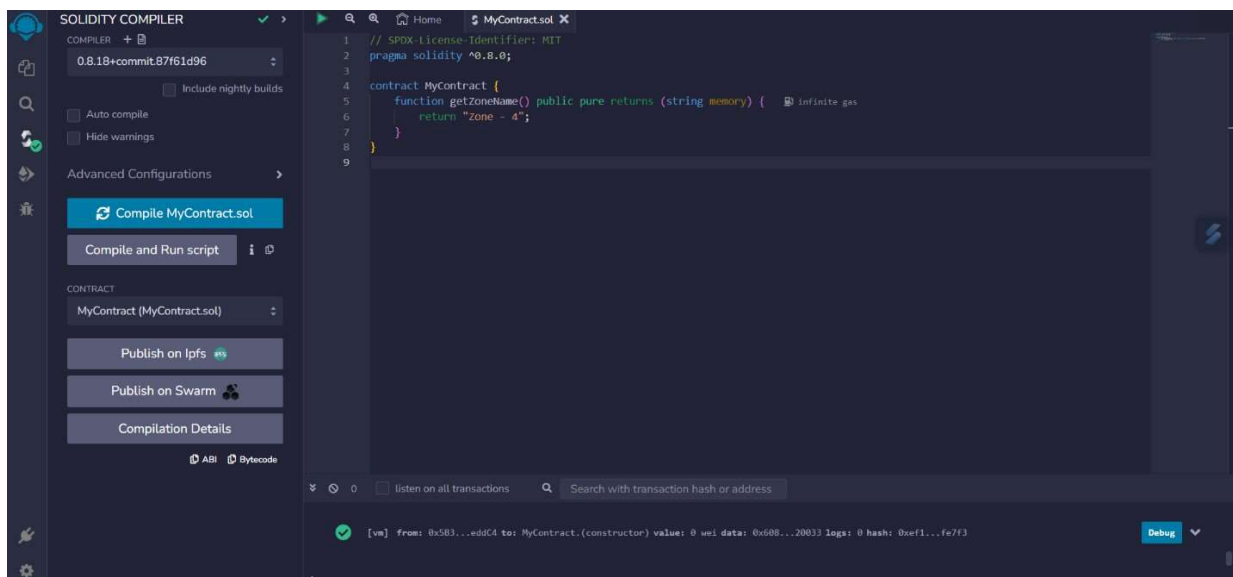 SOLIDITY COMPILER
COMPILER
0.8.18+commit.87f61d96
Include nightly builds
Auto compile
Hide warnings
Advanced Configurations
Compile MyContract.sol
Compile and Run script
CONTRACT
MyContract (MyContract.sol)
Publish on Ipfs
Publish on Swarm
Compilation Details
ABI Bytecode
Home MyContract.sol
1 // SPDX-License-Identifier: MIT
2 pragma solidity ^0.8.0;
3
4 contract MyContract {
5 function getZoneName() public pure returns (string memory) { infinite gas
6 return "Zone - 4";
7 }
8 }
9
0 listen on all transactions Search with transaction hash or address
[vm] from: 0x5B3...eddC4 to: MyContract.(constructor) value: 0 wei data: 0x608...20033 logs: 0 hash: 0xef1...fe7f3 Debug